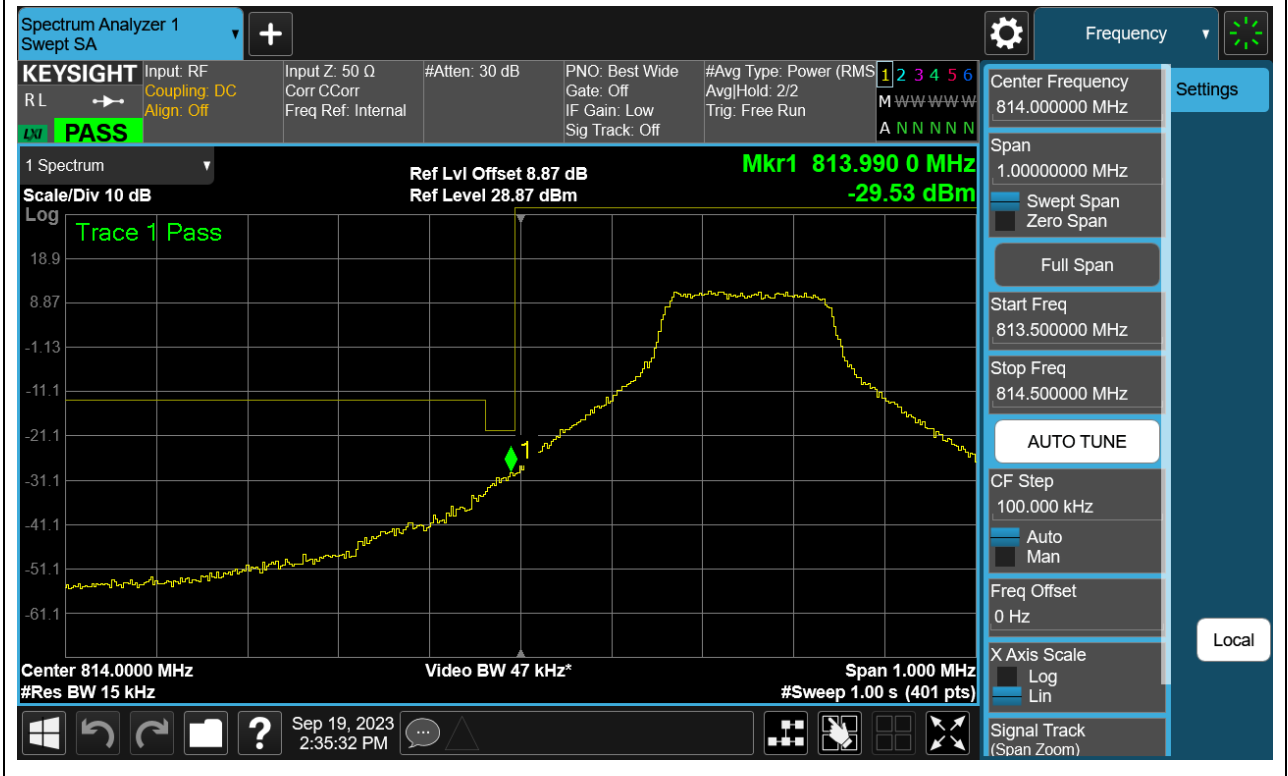 Spectrum Analyzer 1
Swept SA
Frequency
KEYSIGHT
R L
LXI
PASS
Input: RF
Coupling: DC
Align: Off
Input Z: 50 Ω
Corr CCorr
Freq Ref: Internal
#Atten: 30 dB
PNO: Best Wide
Gate: Off
IF Gain: Low
Sig Track: Off
#Avg Type: Power (RMS
Avg|Hold: 2/2
Trig: Free Run
1 2 3 4 5 6
M W W W W W
A N N N N N
1 Spectrum
Scale/Div 10 dB
Ref Lvl Offset 8.87 dB
Ref Level 28.87 dBm
Mkr1 813.990 0 MHz
-29.53 dBm
Log
Trace 1 Pass
18.9
8.87
-1.13
-11.1
-21.1
-31.1
-41.1
-51.1
-61.1
1
Center 814.0000 MHz
#Res BW 15 kHz
Video BW 47 kHz*
Span 1.000 MHz
#Sweep 1.00 s (401 pts)
?
Sep 19, 2023
2:35:32 PM
Center Frequency
814.000000 MHz
Span
1.00000000 MHz
Swept Span
Zero Span
Full Span
Start Freq
813.500000 MHz
Stop Freq
814.500000 MHz
AUTO TUNE
CF Step
100.000 kHz
Auto
Man
Freq Offset
0 Hz
X Axis Scale
Log
Lin
Signal Track
(Span Zoom)
Settings
Local